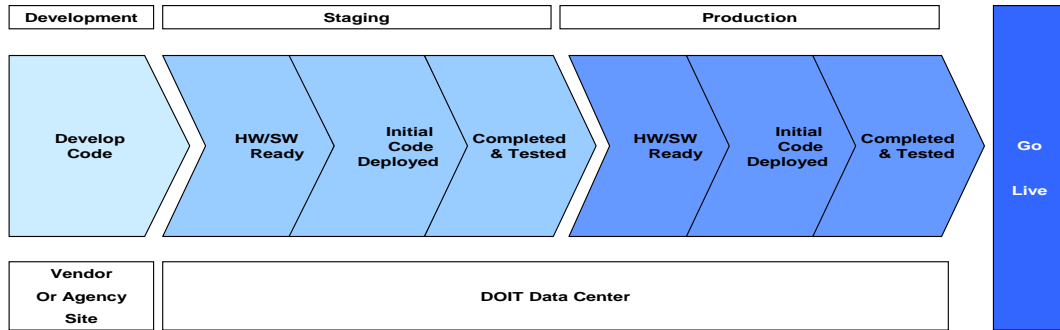 Development
Staging
Production
Develop
Code
HW/SW
Ready
Initial
Code
Deployed
Completed
& Tested
HW/SW
Ready
Initial
Code
Deployed
Completed
& Tested
Go
Live
Vendor
Or Agency
Site
DOIT Data Center